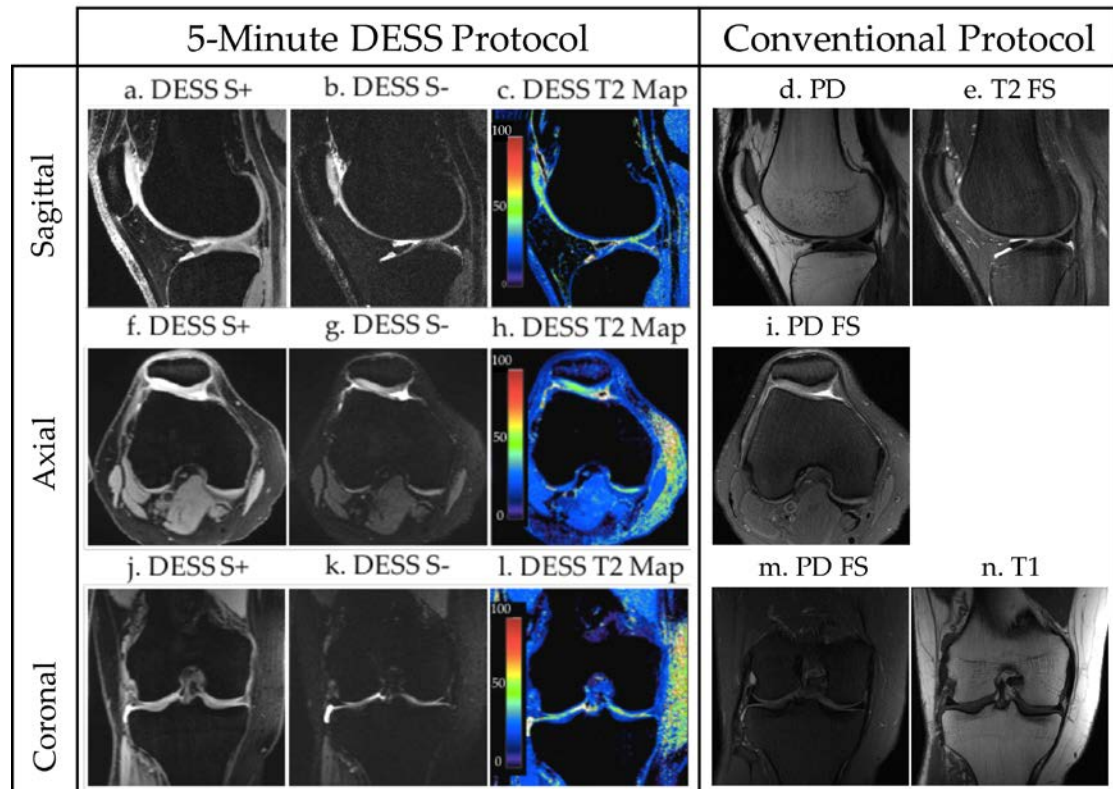 5-Minute DESS Protocol
Conventional Protocol
Sagittal
a. DESS S+
b. DESS S-
c. DESS T2 Map
d. PD
e. T2 FS
100
50
0
Axial
f. DESS S+
g. DESS S-
h. DESS T2 Map
i. PD FS
100
50
0
Coronal
j. DESS S+
k. DESS S-
l. DESS T2 Map
m. PD FS
n. T1
100
50
0